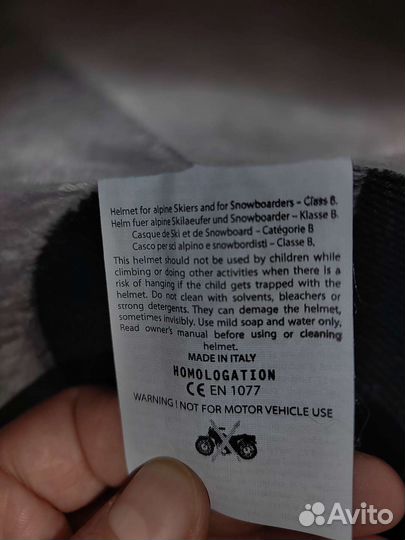 Helmet for alpine Skiers and for Snowboarders – Class B.
Helm fuer alpine Skilaeufer und Snowboarder – Klasse B.
Casque de Ski et de Snowboard – Catégorie B
Casco per sci alpino e snowbordisti – Classe B,
This helmet should not be used by children while
climbing or doing other activities when there is a
risk of hanging if the child gets trapped with the
helmet. Do not clean with solvents, bleachers or
strong detergents. They can damage the helmet,
sometimes invisibly. Use mild soap and water only,
Read owner's manual before using or cleaning
helmet.
MADE IN ITALY
HOMOLOGATION
CE EN 1077
WARNING ! NOT FOR MOTOR VEHICLE USE
Avito